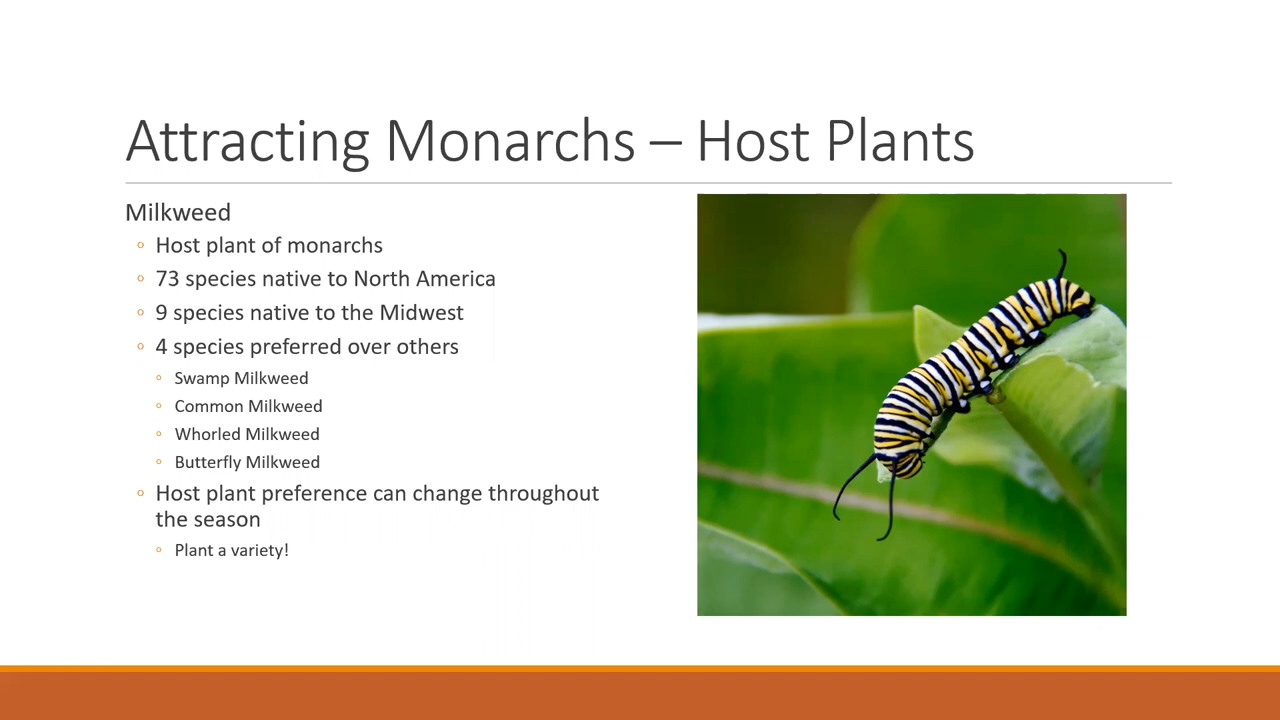 Attracting Monarchs – Host Plants
Milkweed
◦ Host plant of monarchs
◦ 73 species native to North America
◦ 9 species native to the Midwest
◦ 4 species preferred over others
◦ Swamp Milkweed
◦ Common Milkweed
◦ Whorled Milkweed
◦ Butterfly Milkweed
◦ Host plant preference can change throughout
the season
◦ Plant a variety!